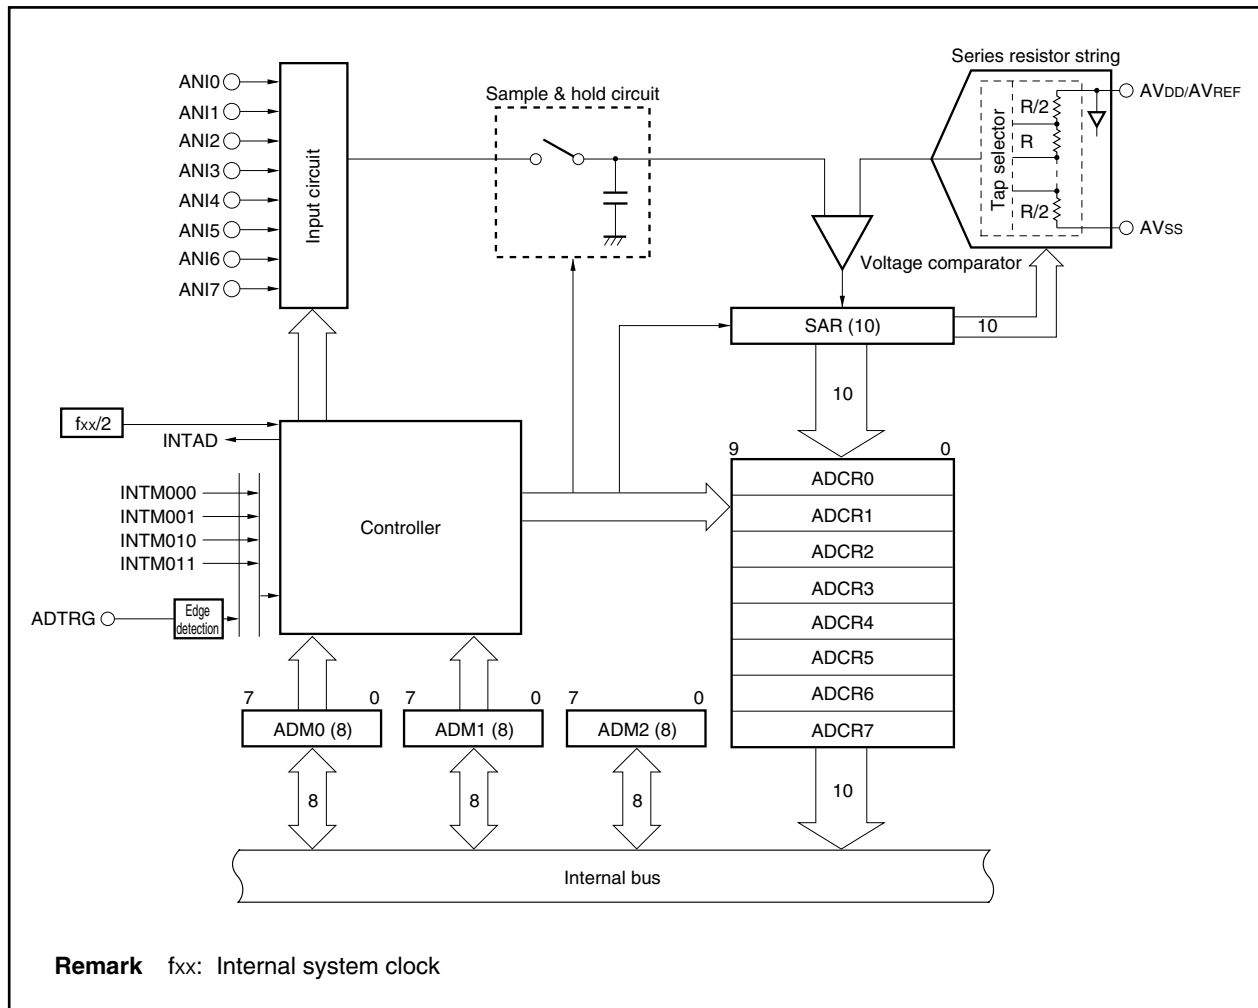 Series resistor string
ANI0
ANI1
ANI2
ANI3
ANI4
ANI5
ANI6
ANI7
Input circuit
Sample & hold circuit
Tap selector
R/2
R
R/2
AVDD/AVREF
AVSS
Voltage comparator
SAR (10)
10
10
fxx/2
INTAD
INTM000
INTM001
INTM010
INTM011
ADTRG
Edge
detection
Controller
9
0
ADCR0
ADCR1
ADCR2
ADCR3
ADCR4
ADCR5
ADCR6
ADCR7
7
0
7
0
7
0
ADM0 (8)
ADM1 (8)
ADM2 (8)
8
8
8
10
Internal bus
Remark fxx: Internal system clock